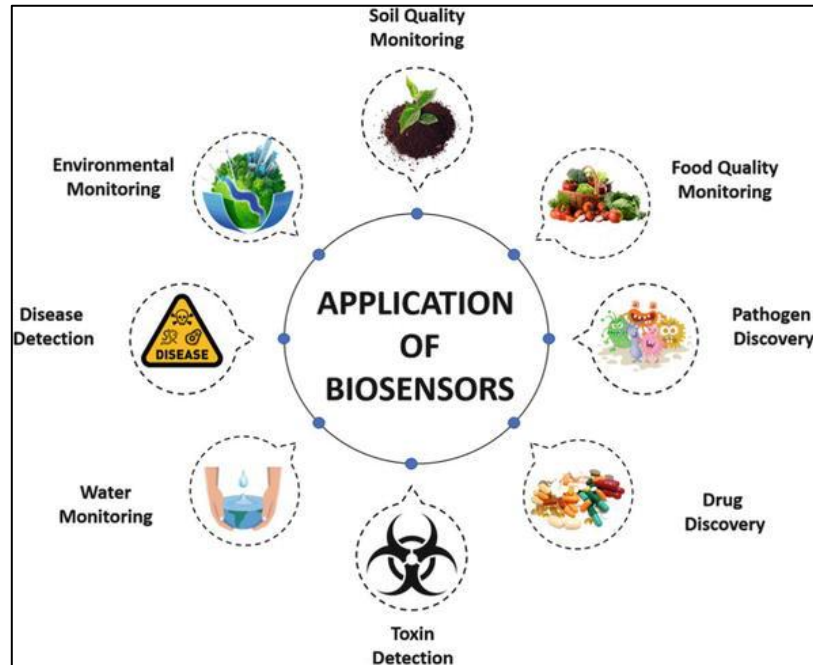 Soil Quality
Monitoring
Environmental
Monitoring
Food Quality
Monitoring
Disease
Detection
DISEASE
APPLICATION
OF
BIOSENSORS
Pathogen
Discovery
Water
Monitoring
Drug
Discovery
Toxin
Detection